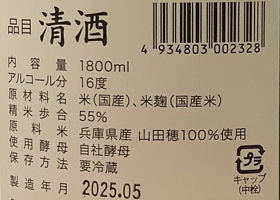 品目 清酒
4934803002328
内容量 1800ml
アルコール分 16度
原材料名 米(国産)、米麹(国産米)
精米歩合 55%
原料米 兵庫県産 山田穂100%使用
使用酵母 自社酵母
保存方法 要冷蔵
製造年月 2025.05
プラ
キャップ
(中栓)